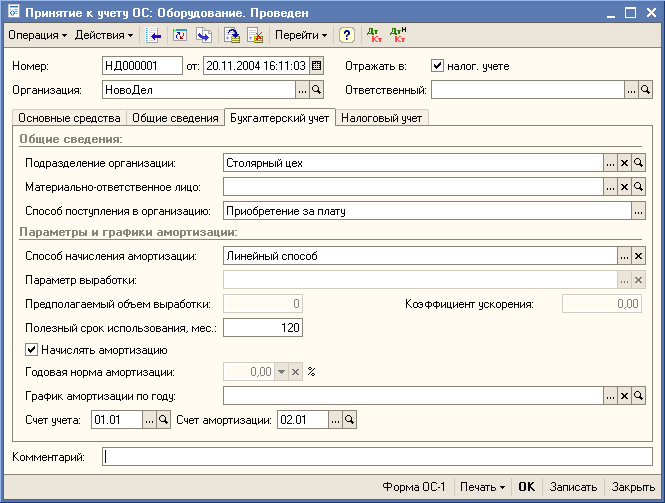 Принятие к учету ОС: Оборудование. Проведен
Операция Действия Перейти ? Дт Кт Дт Н Кт
Номер: НД000001 от: 20.11.2004 16:11:03 Отражать в: налог. учете
Организация: НовоДел ... Ответственный: ...
Основные средства Общие сведения Бухгалтерский учет Налоговый учет
Общие сведения:
Подразделение организации: Столярный цех ...
Материально-ответственное лицо: ...
Способ поступления в организацию: Приобретение за плату ...
Параметры и графики амортизации:
Способ начисления амортизации: Линейный способ ...
Параметр выработки: ...
Предполагаемый объем выработки: 0 Коэффициент ускорения: 0,00
Полезный срок использования, мес.: 120
Начислять амортизацию
Годовая норма амортизации: 0,00 %
График амортизации по году: ...
Счет учета: 01.01 ... Счет амортизации: 02.01 ...
Комментарий:
Форма ОС-1 Печать OK Записать Закрыть